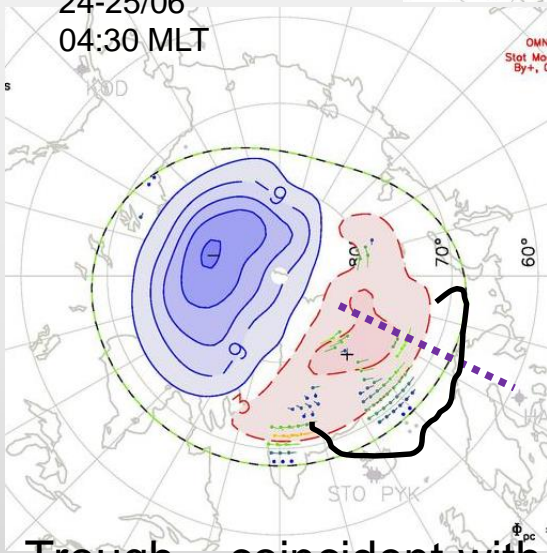 24-25/06
04:30 MLT
OMN
Stat Mo
By+,
s
KOD
-9
80°
70°
60°
-9
3
STO PYK
Φpc
Trough coincident with